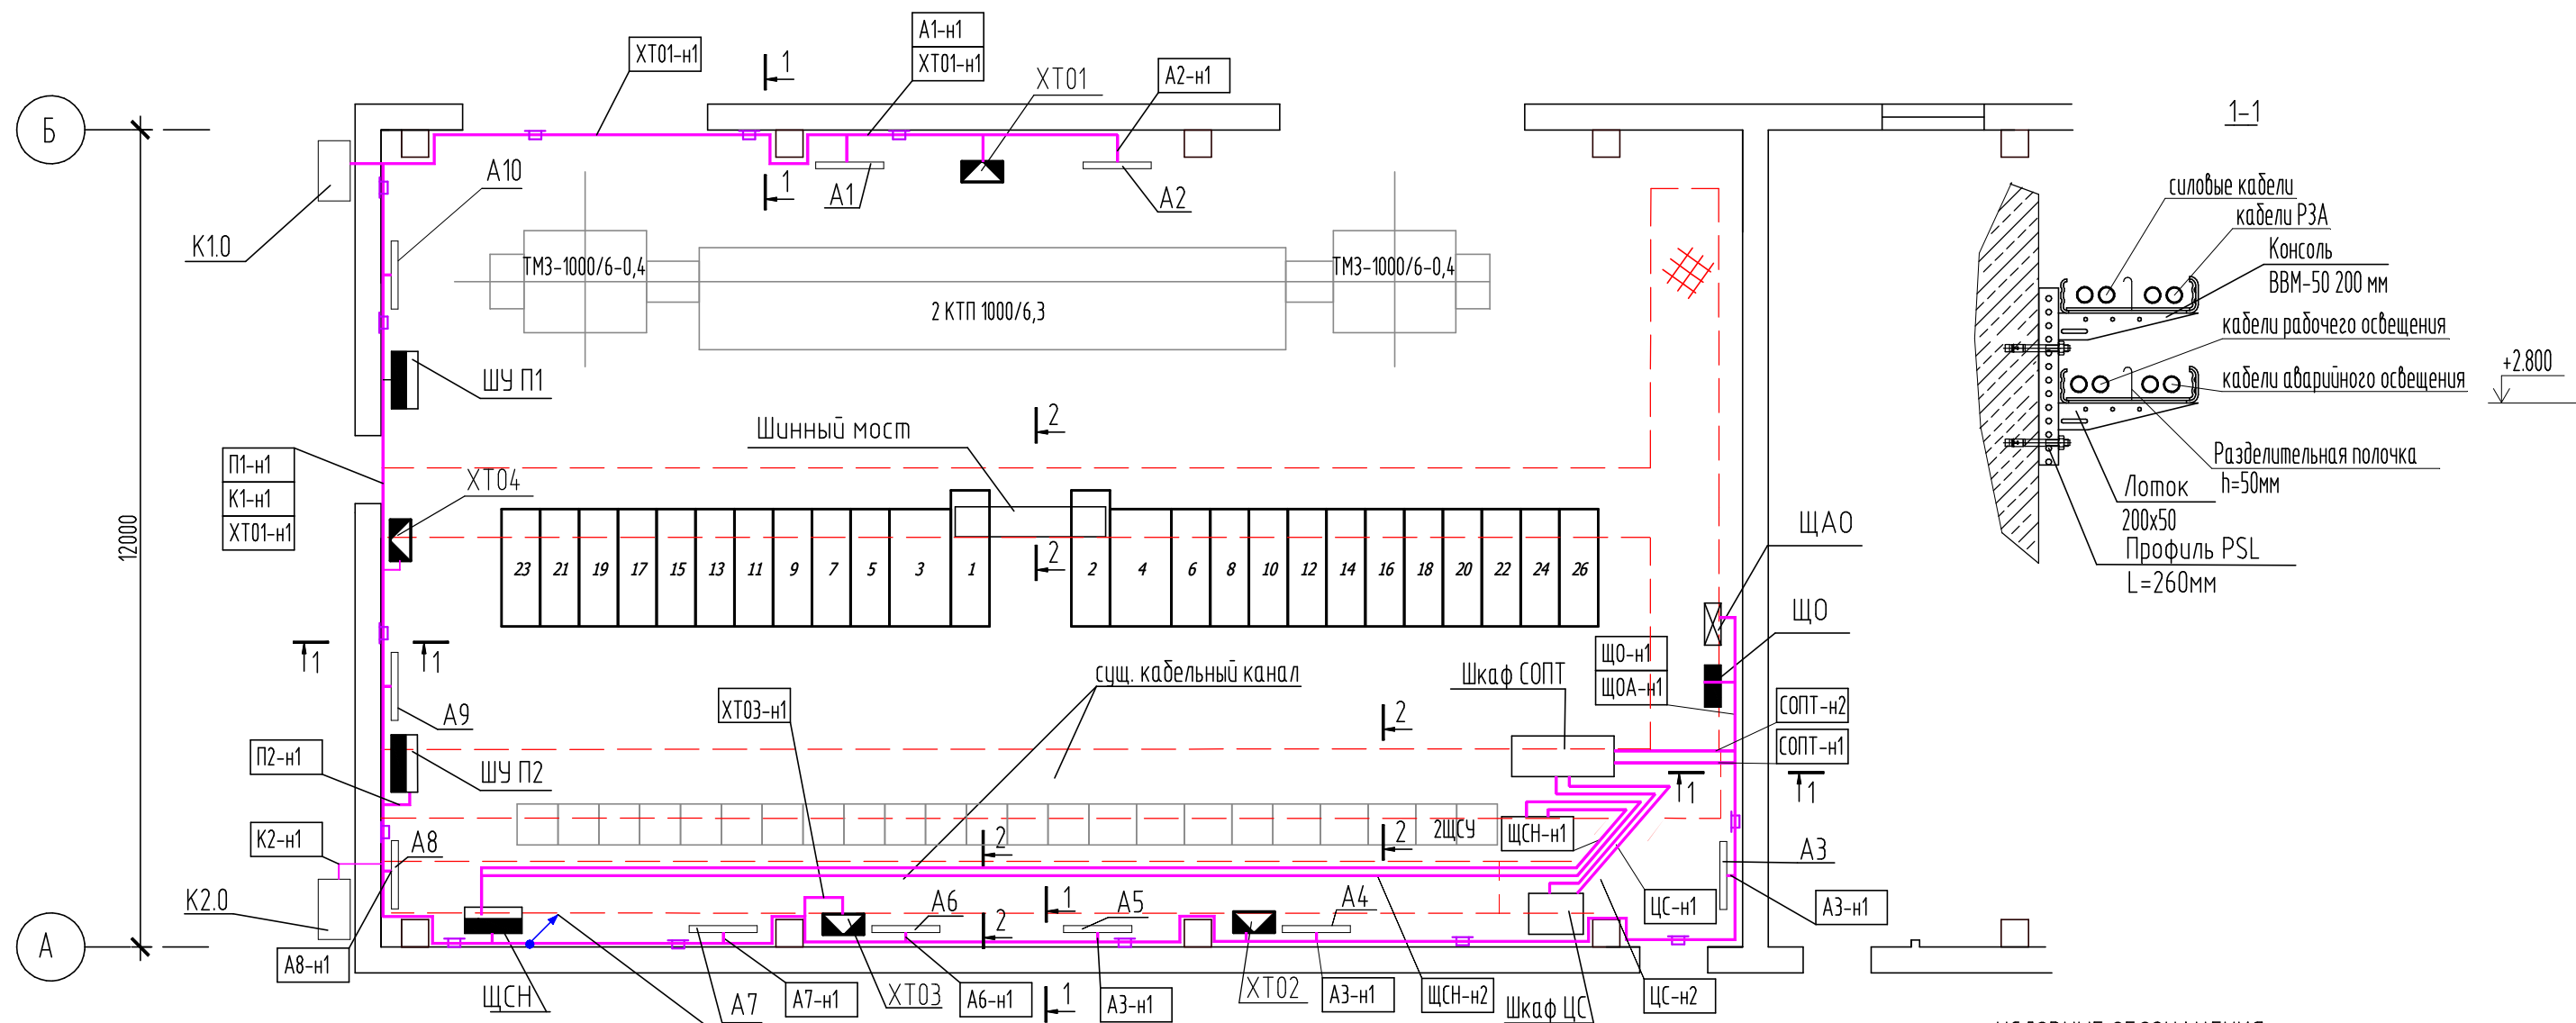 А1-н1
ХТ01-н1
ХТ01-н1
1
ХТ01
А2-н1
1-1
Б
1
А1
А2
А10
К1.0
ТМЗ-1000/6-0,4
ТМЗ-1000/6-0,4
2 КТП 1000/6,3
силовые кабели
кабели РЗА
Консоль
ВВМ-50 200 мм
кабели рабочего освещения
+2.800
кабели аварийного освещения
Разделительная полочка
h=50мм
Лоток
200х50
Профиль PSL
L=260мм
ШУ П1
2
Шинный мост
П1-н1
К1-н1
ХТ01-н1
ХТ04
12000
2
ЩАО
23 21 19 17 15 13 11 9 7 5 3 1 2 4 6 8 10 12 14 16 18 20 22 24 26
ЩО
1 1
ЩО-н1
ЩОА-н1
сущ. кабельный канал
Шкаф СОПТ
ХТ03-н1
А9
2
СОПТ-н2
СОПТ-н1
П2-н1
ШУ П2
1 1
К2-н1
А8
2
2ЩСУ
2
ЩСН-н1
А3
К2.0
А6
1
А5
А4
ЦС-н1
А3-н1
А
2
А8-н1
ЩСН
А7
А7-н1
ХТ03
А6-н1
1
А3-н1
ХТ02
А3-н1
ЩСН-н2
Шкаф ЦС
ЦС-н2